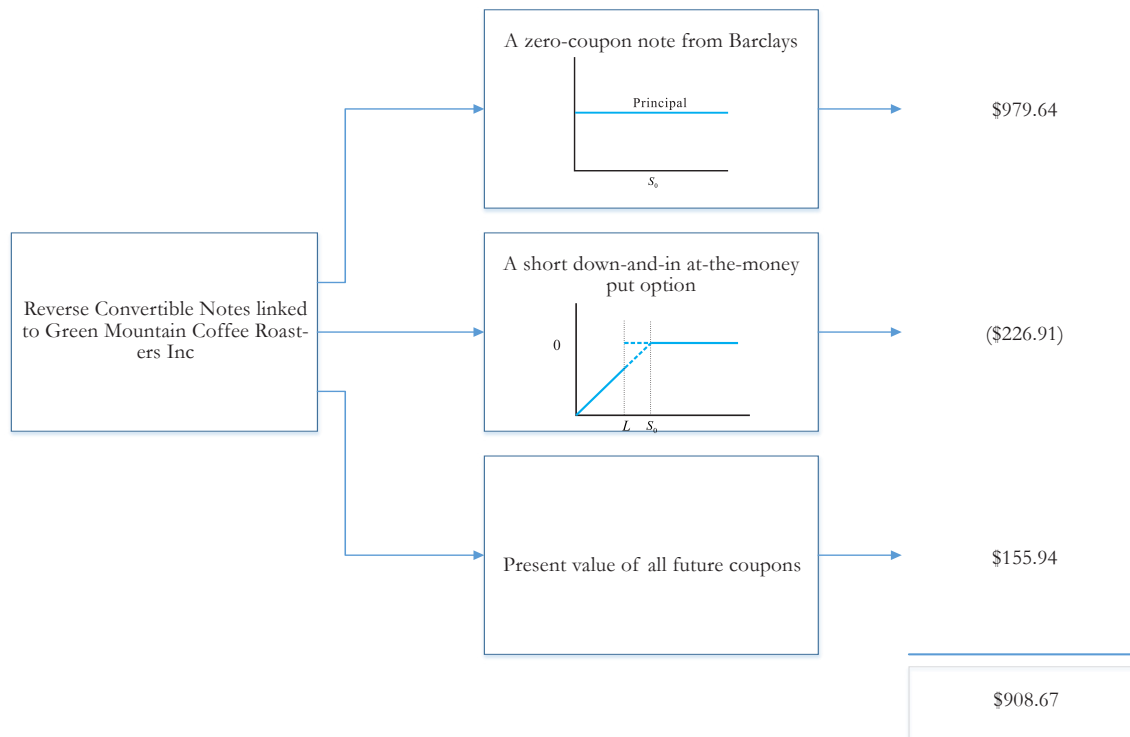 A zero-coupon note from Barclays
Principal
S₀
$979.64
Reverse Convertible Notes linked
to Green Mountain Coffee Roast-
ers Inc
A short down-and-in at-the-money
put option
0
L S₀
($226.91)
Present value of all future coupons
$155.94
$908.67